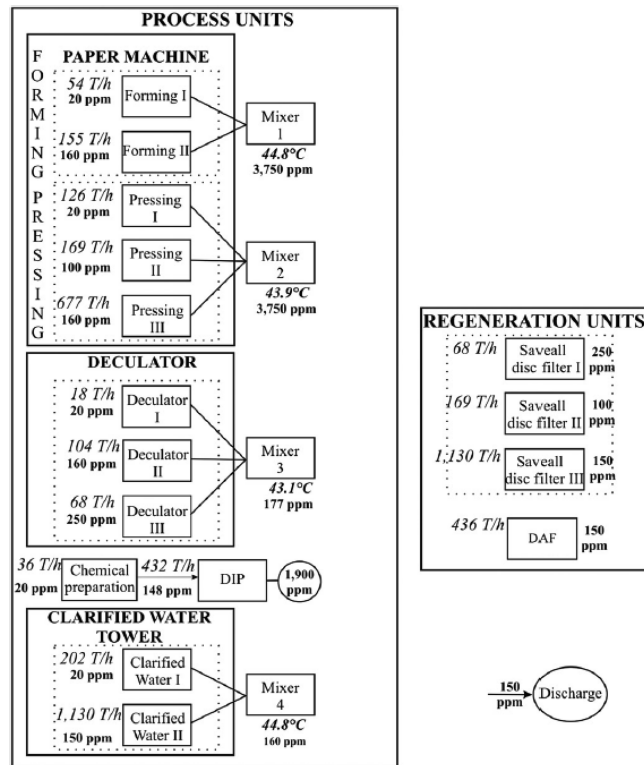 PROCESS UNITS
FORMING
PRESSING
PAPER MACHINE
54 T/h
20 ppm
Forming I
155 T/h
160 ppm
Forming II
Mixer
1
44.8°C
3,750 ppm
126 T/h
20 ppm
Pressing
I
169 T/h
100 ppm
Pressing
II
677 T/h
160 ppm
Pressing
III
Mixer
2
43.9°C
3,750 ppm
DECULATOR
18 T/h
20 ppm
Deculator
I
104 T/h
160 ppm
Deculator
II
68 T/h
250 ppm
Deculator
III
Mixer
3
43.1°C
177 ppm
36 T/h
20 ppm
Chemical
preparation
432 T/h
148 ppm
DIP
1,900
ppm
CLARIFIED WATER
TOWER
202 T/h
20 ppm
Clarified
Water I
1,130 T/h
150 ppm
Clarified
Water II
Mixer
4
44.8°C
160 ppm
REGENERATION UNITS
68 T/h
Saveall
disc filter I
250
ppm
169 T/h
Saveall
disc filter II
100
ppm
1,130 T/h
Saveall
disc filter III
150
ppm
436 T/h
DAF
150
ppm
150
ppm
Discharge